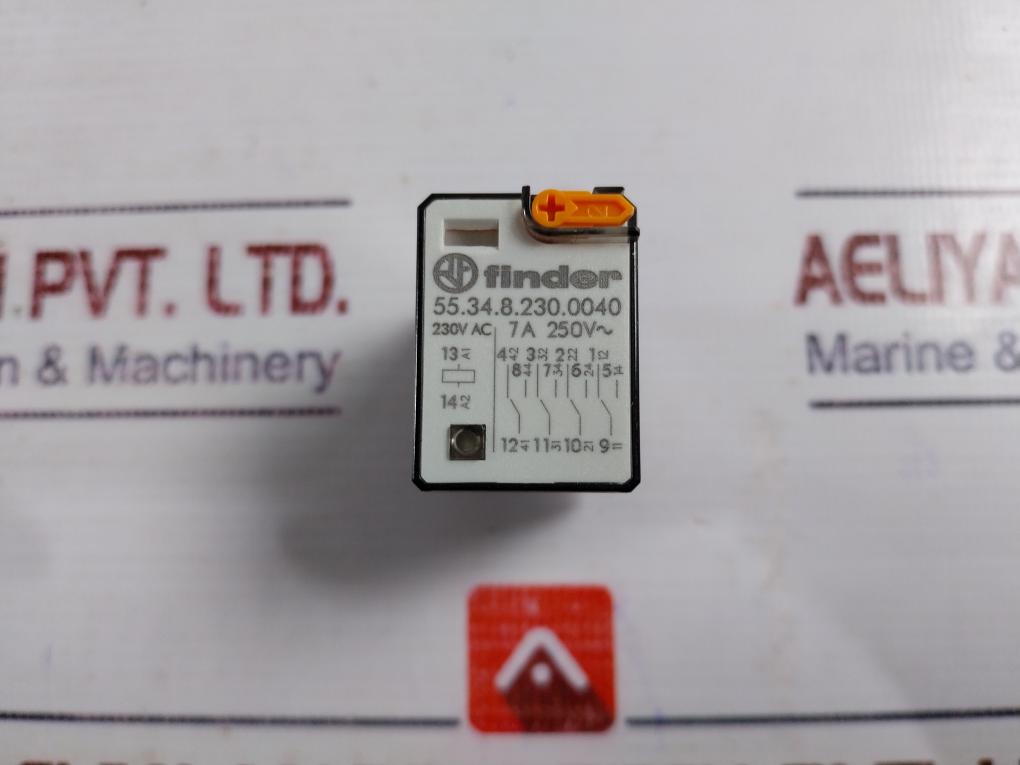 finder
55.34.8.230.0040
230V AC 7A 250V~
13 A1 4 42 3 32 2 22 1 12
8 44 7 34 6 24 5 14
14 A2
12 41 11 31 10 21 9 11
.PVT. LTD.
n & Machinery
AELIYA
Marine &